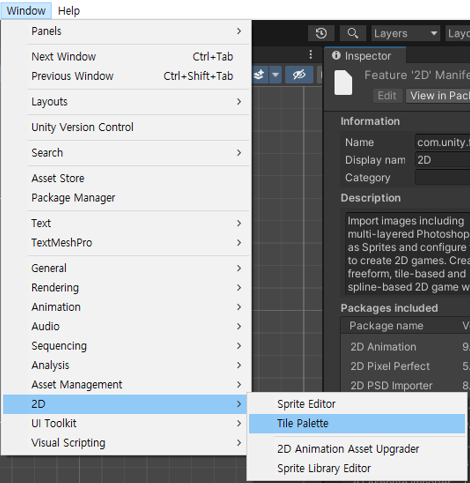 Window Help
Panels
Next Window Ctrl+Tab
Previous Window Ctrl+Shift+Tab
Layouts
Unity Version Control
Search
Asset Store
Package Manager
Text
TextMeshPro
General
Rendering
Animation
Audio
Sequencing
Analysis
Asset Management
2D
UI Toolkit
Visual Scripting
Sprite Editor
Tile Palette
2D Animation Asset Upgrader
Sprite Library Editor
Layers
Inspector
Feature '2D' Manife
Edit View in Pac
Information
Name com.unity.f
Display nam 2D
Category
Description
Import images including
multi-layered Photoshop
as Sprites and configure
to create 2D games. Crea
freeform, tile-based and
spline-based 2D game w
Packages included
Package name
2D Animation 9.
2D Pixel Perfect 5.
2D PSD Importer 8.